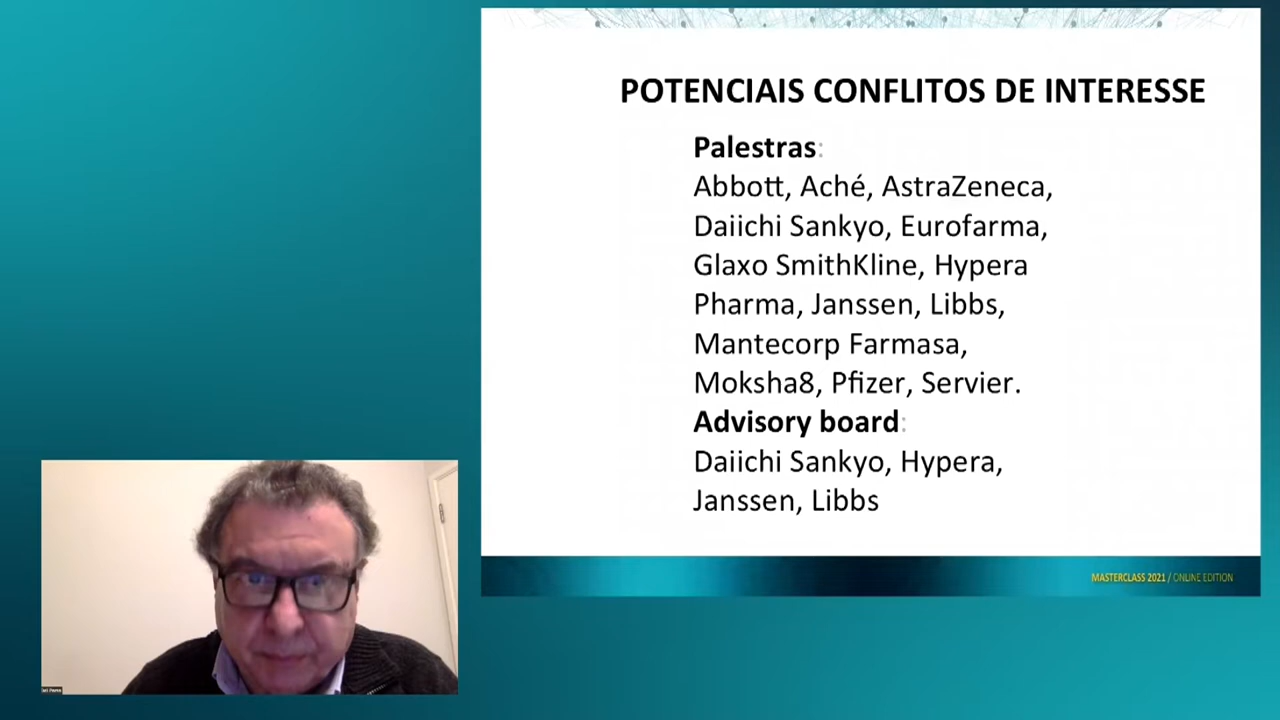 POTENCIAIS CONFLITOS DE INTERESSE
Palestras:
Abbott, Aché, AstraZeneca,
Daiichi Sankyo, Eurofarma,
Glaxo SmithKline, Hypera
Pharma, Janssen, Libbs,
Mantecorp Farmasa,
Moksha8, Pfizer, Servier.
Advisory board:
Daiichi Sankyo, Hypera,
Janssen, Libbs
MASTERCLASS 2021 / ONLINE EDITION